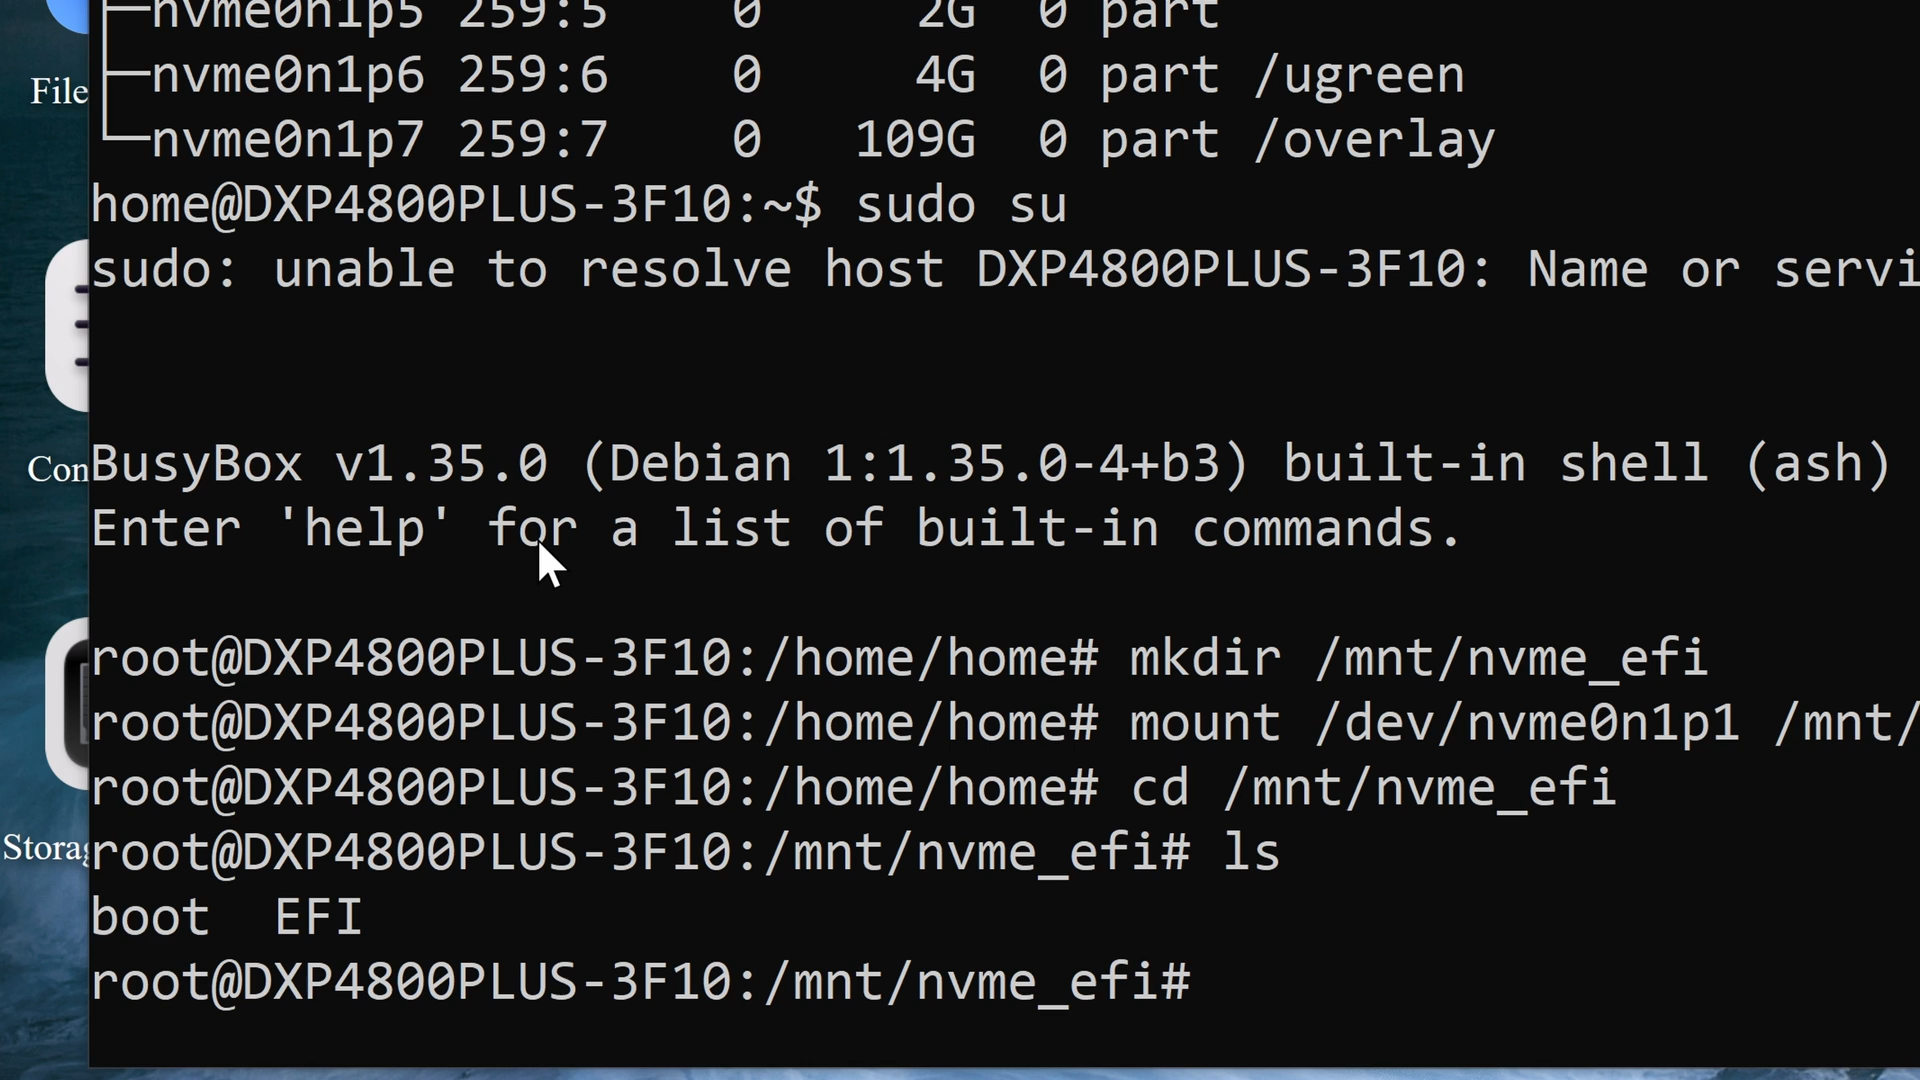 nvme0n1p5 259:5 0 2G 0 part
nvme0n1p6 259:6 0 4G 0 part /ugreen
nvme0n1p7 259:7 0 109G 0 part /overlay
home@DXP4800PLUS-3F10:~$ sudo su
sudo: unable to resolve host DXP4800PLUS-3F10: Name or servi
BusyBox v1.35.0 (Debian 1:1.35.0-4+b3) built-in shell (ash)
Enter 'help' for a list of built-in commands.
root@DXP4800PLUS-3F10:/home/home# mkdir /mnt/nvme_efi
root@DXP4800PLUS-3F10:/home/home# mount /dev/nvme0n1p1 /mnt/
root@DXP4800PLUS-3F10:/home/home# cd /mnt/nvme_efi
root@DXP4800PLUS-3F10:/mnt/nvme_efi# ls
boot EFI
root@DXP4800PLUS-3F10:/mnt/nvme_efi#
File
Con
Storag